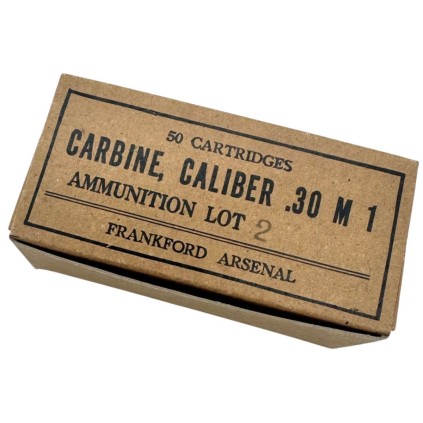 50 CARTRIDGES
CARBINE, CALIBER .30 M 1
AMMUNITION LOT 2
FRANKFORD ARSENAL